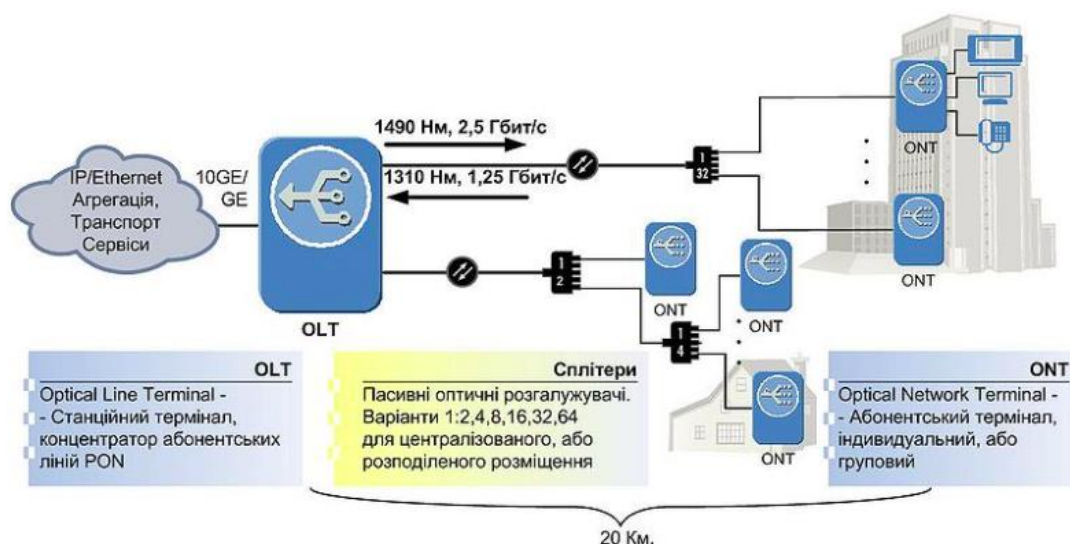 1490 Нм, 2,5 Гбит/с
1310 Нм, 1,25 Гбит/с
IP/Ethernet
Агрегація,
Транспорт
Сервіси
10GE/
GE
OLT
1
32
ONT
ONT
1
2
ONT
1
4
ONT
ONT
OLT
Optical Line Terminal -
- Станційний термінал,
концентратор абонентських
ліній PON
Сплітери
Пасивні оптичні розгалужувачі.
Варіанти 1:2,4,8,16,32,64
для централізованого, або
розподіленого розміщення
ONT
Optical Network Terminal -
- Абонентський термінал,
індивидуальний, або
груповий
20 Км.